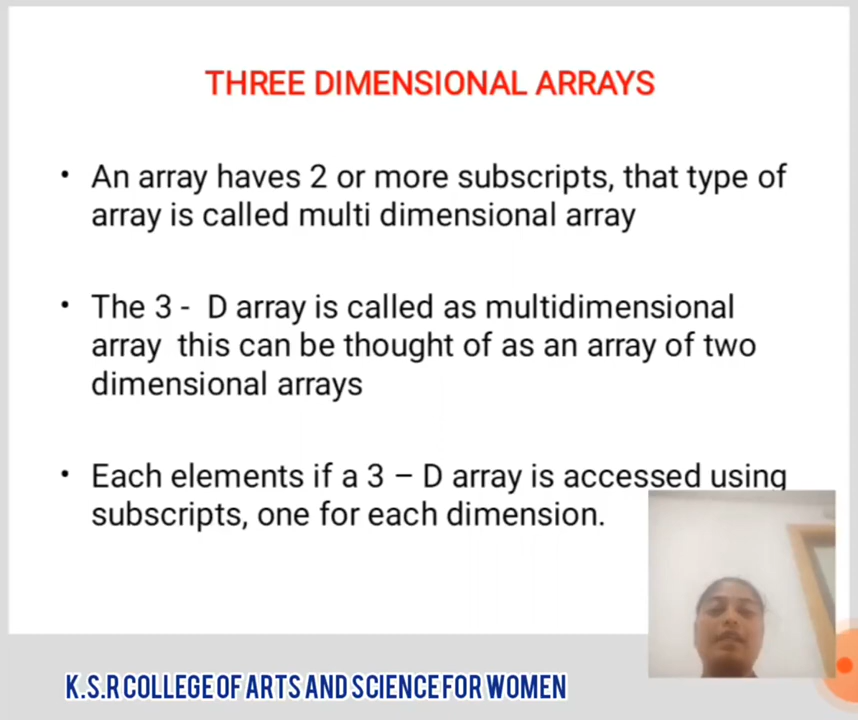 THREE DIMENSIONAL ARRAYS
• An array haves 2 or more subscripts, that type of
array is called multi dimensional array
• The 3 - D array is called as multidimensional
array this can be thought of as an array of two
dimensional arrays
• Each elements if a 3 – D array is accessed using
subscripts, one for each dimension.
K.S.R COLLEGE OF ARTS AND SCIENCE FOR WOMEN